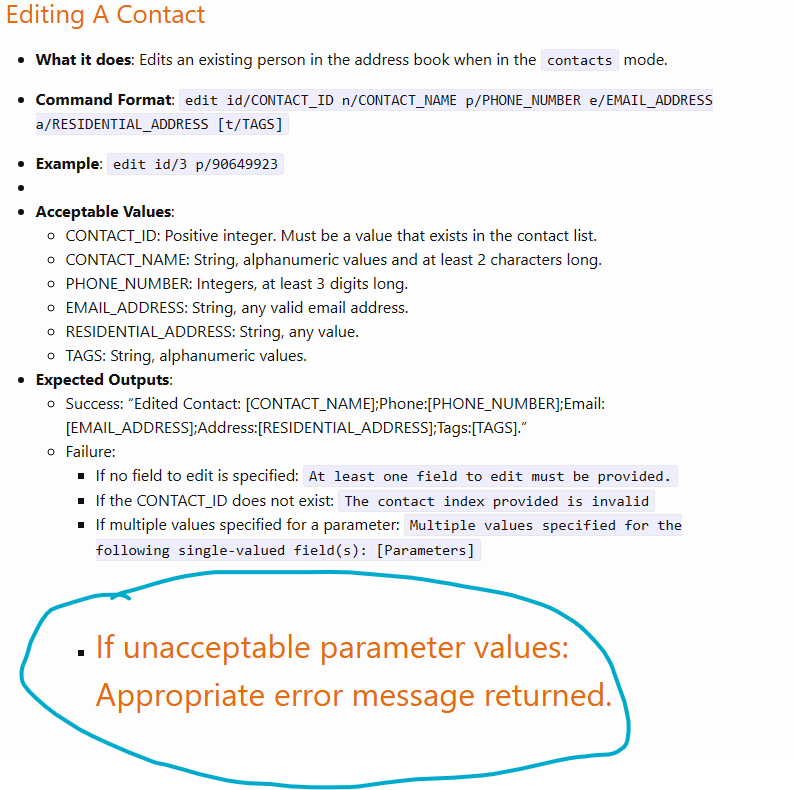 Editing A Contact
What it does: Edits an existing person in the address book when in the contacts mode.
Command Format: edit id/CONTACT_ID n/CONTACT_NAME p/PHONE_NUMBER e/EMAIL_ADDRESS
a/RESIDENTIAL_ADDRESS [t/TAGS]
Example: edit id/3 p/90649923
Acceptable Values:
CONTACT_ID: Positive integer. Must be a value that exists in the contact list.
CONTACT_NAME: String, alphanumeric values and at least 2 characters long.
PHONE_NUMBER: Integers, at least 3 digits long.
EMAIL_ADDRESS: String, any valid email address.
RESIDENTIAL_ADDRESS: String, any value.
TAGS: String, alphanumeric values.
Expected Outputs:
Success: “Edited Contact: [CONTACT_NAME];Phone:[PHONE_NUMBER];Email:
[EMAIL_ADDRESS];Address:[RESIDENTIAL_ADDRESS];Tags:[TAGS].”
Failure:
If no field to edit is specified: At least one field to edit must be provided.
If the CONTACT_ID does not exist: The contact index provided is invalid
If multiple values specified for a parameter: Multiple values specified for the
following single-valued field(s): [Parameters]
If unacceptable parameter values:
Appropriate error message returned.